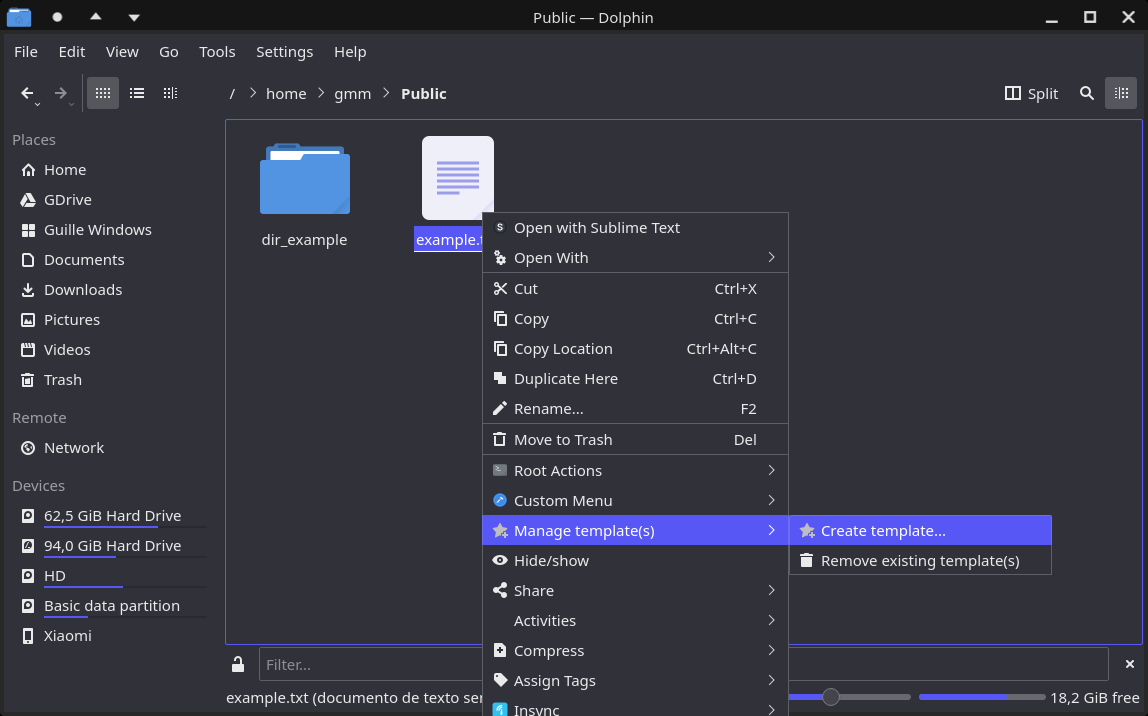 Public — Dolphin
File Edit View Go Tools Settings Help
/ home gmm Public Split
Places
Home
GDrive
Guille Windows
Documents
Downloads
Pictures
Videos
Trash
Remote
Network
Devices
62,5 GiB Hard Drive
94,0 GiB Hard Drive
HD
Basic data partition
Xiaomi
dir_example
example.t
S Open with Sublime Text
Open With
Cut Ctrl+X
Copy Ctrl+C
Copy Location Ctrl+Alt+C
Duplicate Here Ctrl+D
Rename... F2
Move to Trash Del
Root Actions
Custom Menu
Manage template(s)
Create template...
Remove existing template(s)
Hide/show
Share
Activities
Compress
Assign Tags
Insync
Filter...
example.txt (documento de texto se
18,2 GiB free